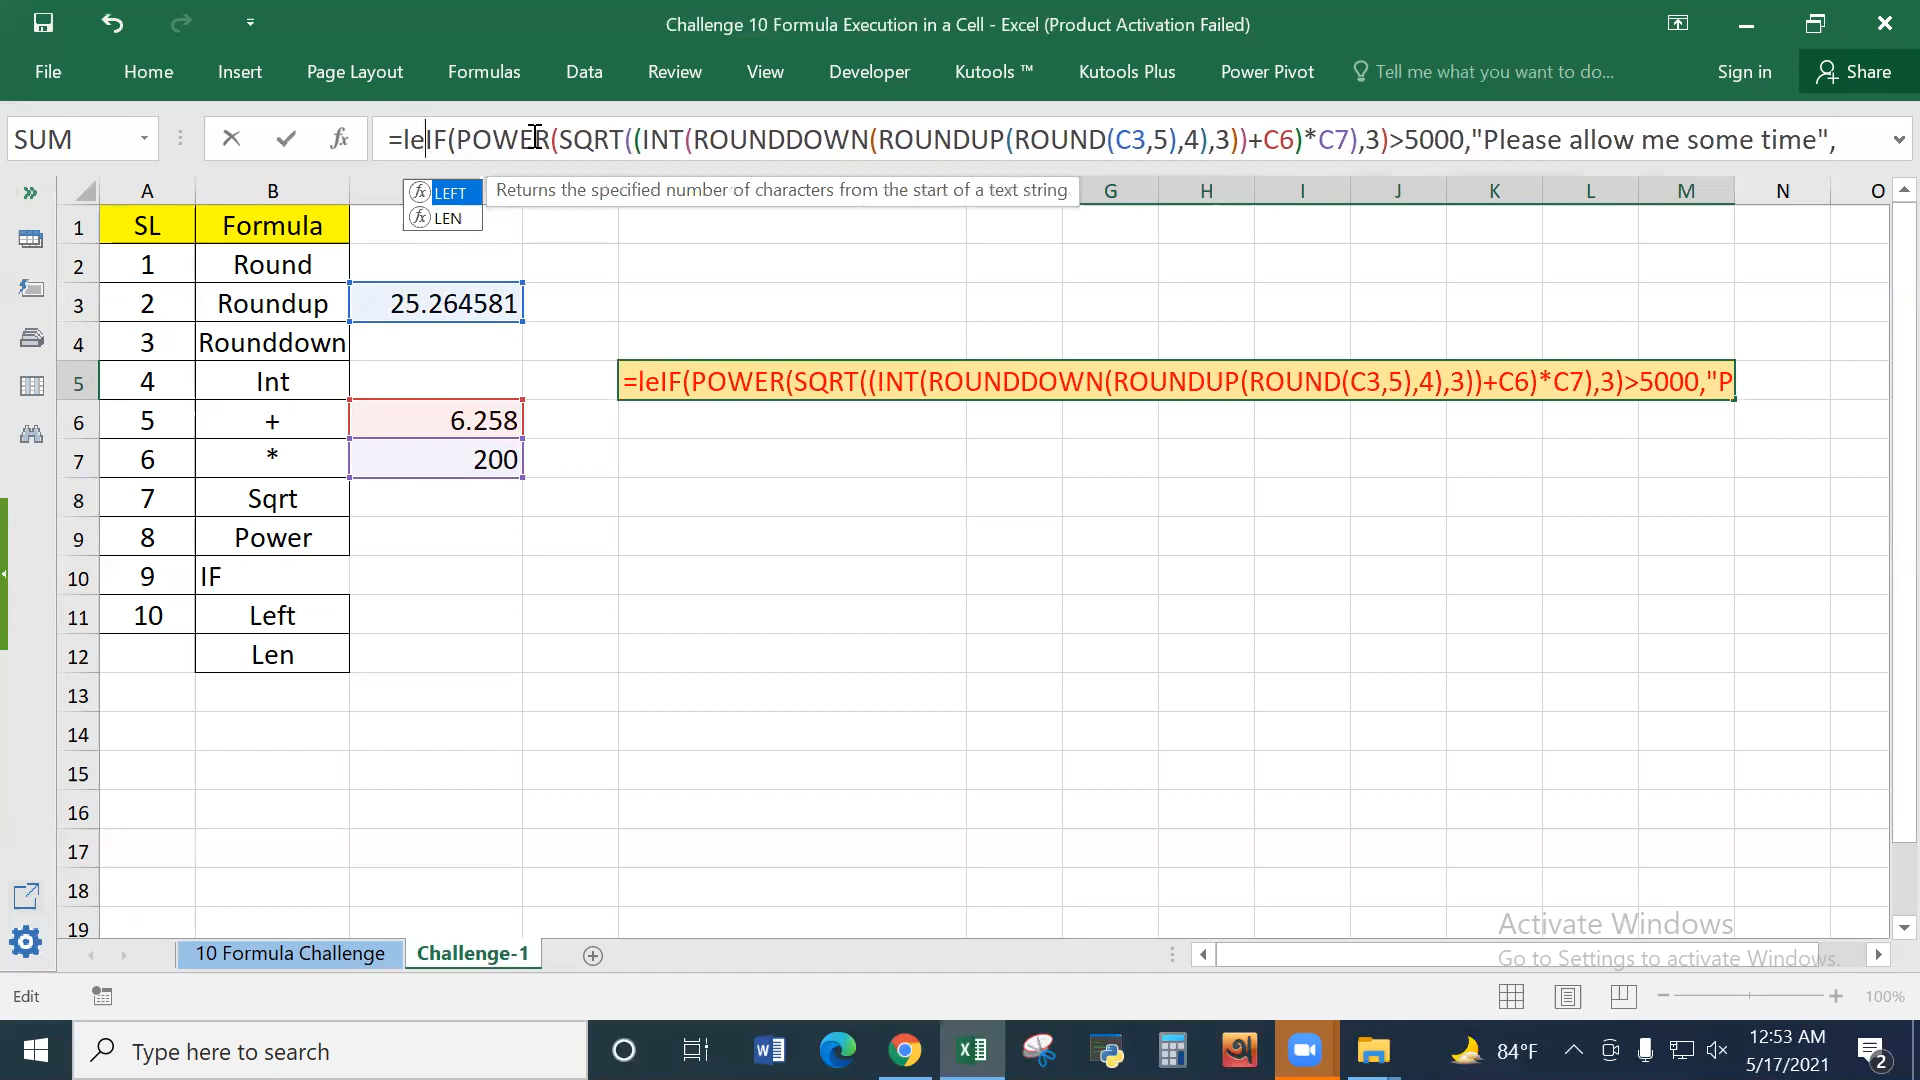 Challenge 10 Formula Execution in a Cell - Excel (Product Activation Failed)
File Home Insert Page Layout Formulas Data Review View Developer Kutools ™ Kutools Plus Power Pivot Tell me what you want to do... Sign in Share
SUM fx =leIF(POWER(SQRT((INT(ROUNDDOWN(ROUNDUP(ROUND(C3,5),4),3))+C6)*C7),3)>5000,"Please allow me some time",
fx LEFT Returns the specified number of characters from the start of a text string
fx LEN
A B G H I J K L M N O
1 SL Formula
2 1 Round
3 2 Roundup 25.264581
4 3 Rounddown
5 4 Int =leIF(POWER(SQRT((INT(ROUNDDOWN(ROUNDUP(ROUND(C3,5),4),3))+C6)*C7),3)>5000,"P
6 5 + 6.258
7 6 * 200
8 7 Sqrt
9 8 Power
10 9 IF
11 10 Left
12 Len
13
14
15
16
17
18
19
Activate Windows
Go to Settings to activate Windows.
10 Formula Challenge Challenge-1
Edit 100%
Type here to search 84°F 12:53 AM
5/17/2021 2